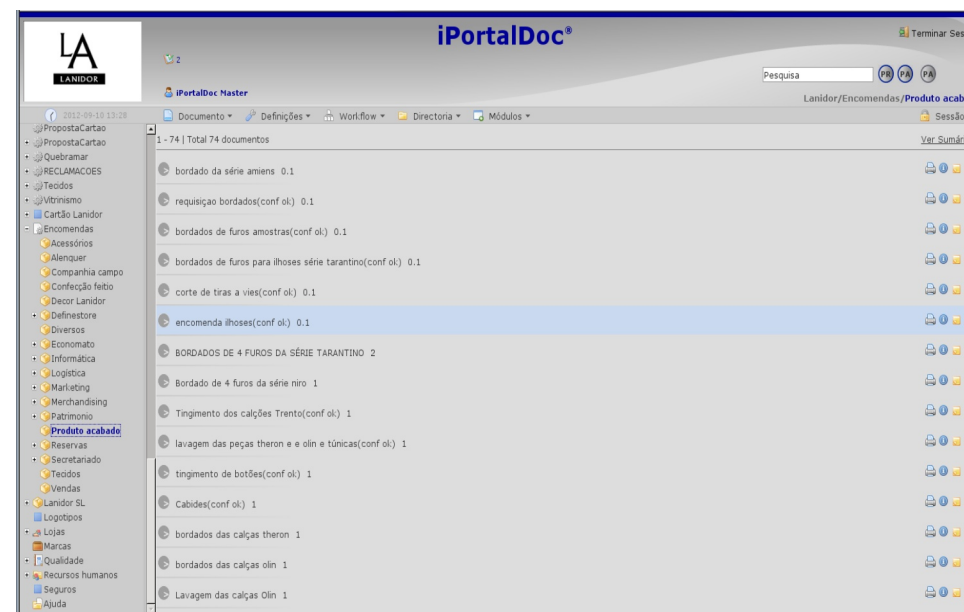 LA
LANIDOR
iPortalDoc®
Terminar Ses
2
iPortalDoc Master
Pesquisa
PR PA PA
Lanidor/Encomendas/Produto acab
2012-09-10 13:28
Documento Definições Workflow Directoria Módulos
Sessão
PropostaCartao
PropostaCartao
Quebramar
RECLAMACOES
Tecidos
Vitrinismo
Cartão Lanidor
Encomendas
Acessórios
Alenquer
Companhia campo
Confecção feitio
Decor Lanidor
Definestore
Diversos
Economato
Informática
Logística
Marketing
Merchandising
Patrimonio
Produto acabado
Reservas
Secretariado
Tecidos
Vendas
Lanidor SL
Logotipos
Lojas
Marcas
Qualidade
Recursos humanos
Seguros
Ajuda
1 - 74 | Total 74 documentos
Ver Sumár
bordado da série amiens 0.1
requisiçao bordados(conf ok) 0.1
bordados de furos amostras(conf ok) 0.1
bordados de furos para ilhoses série tarantino(conf ok) 0.1
corte de tiras a vies(conf ok) 0.1
encomenda ilhoses(conf ok) 0.1
BORDADOS DE 4 FUROS DA SÉRIE TARANTINO 2
Bordado de 4 furos da série niro 1
Tingimento dos calções Trento(conf ok) 1
lavagem das peças theron e e olin e túnicas(conf ok) 1
tingimento de botões(conf ok) 1
Cabides(conf ok) 1
bordados das calças theron 1
bordados das calças olin 1
Lavagem das calças Olin 1